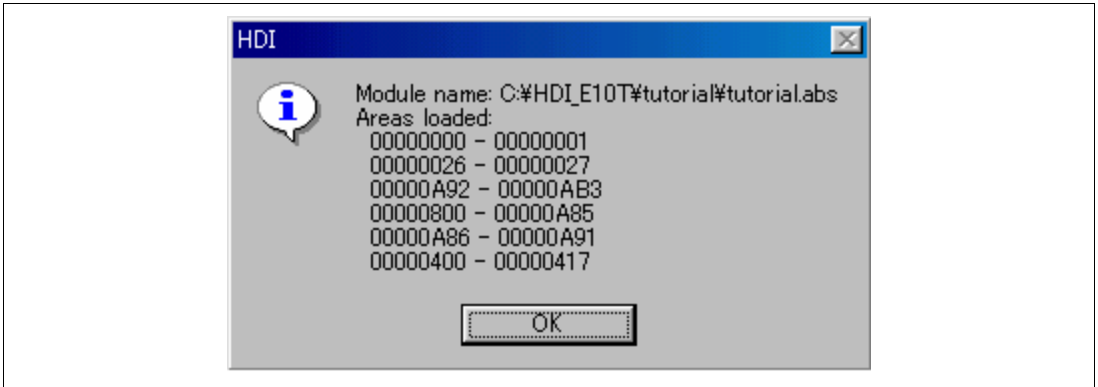 HDI
Module name: C:¥HDI_E10T¥tutorial¥tutorial.abs
Areas loaded:
00000000 - 00000001
00000026 - 00000027
00000A92 - 00000AB3
00000800 - 00000A85
00000A86 - 00000A91
00000400 - 00000417
OK